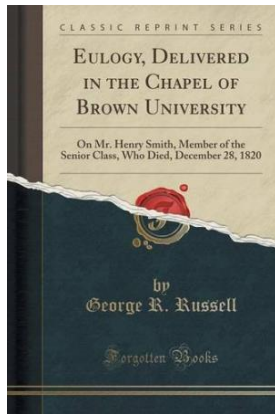 CLASSIC REPRINT SERIES
EULOGY, DELIVERED
IN THE CHAPEL OF
BROWN UNIVERSITY
On Mr. Henry Smith, Member of the
Senior Class, Who Died, December 28, 1820
by
George R. Russell
Forgotten Books